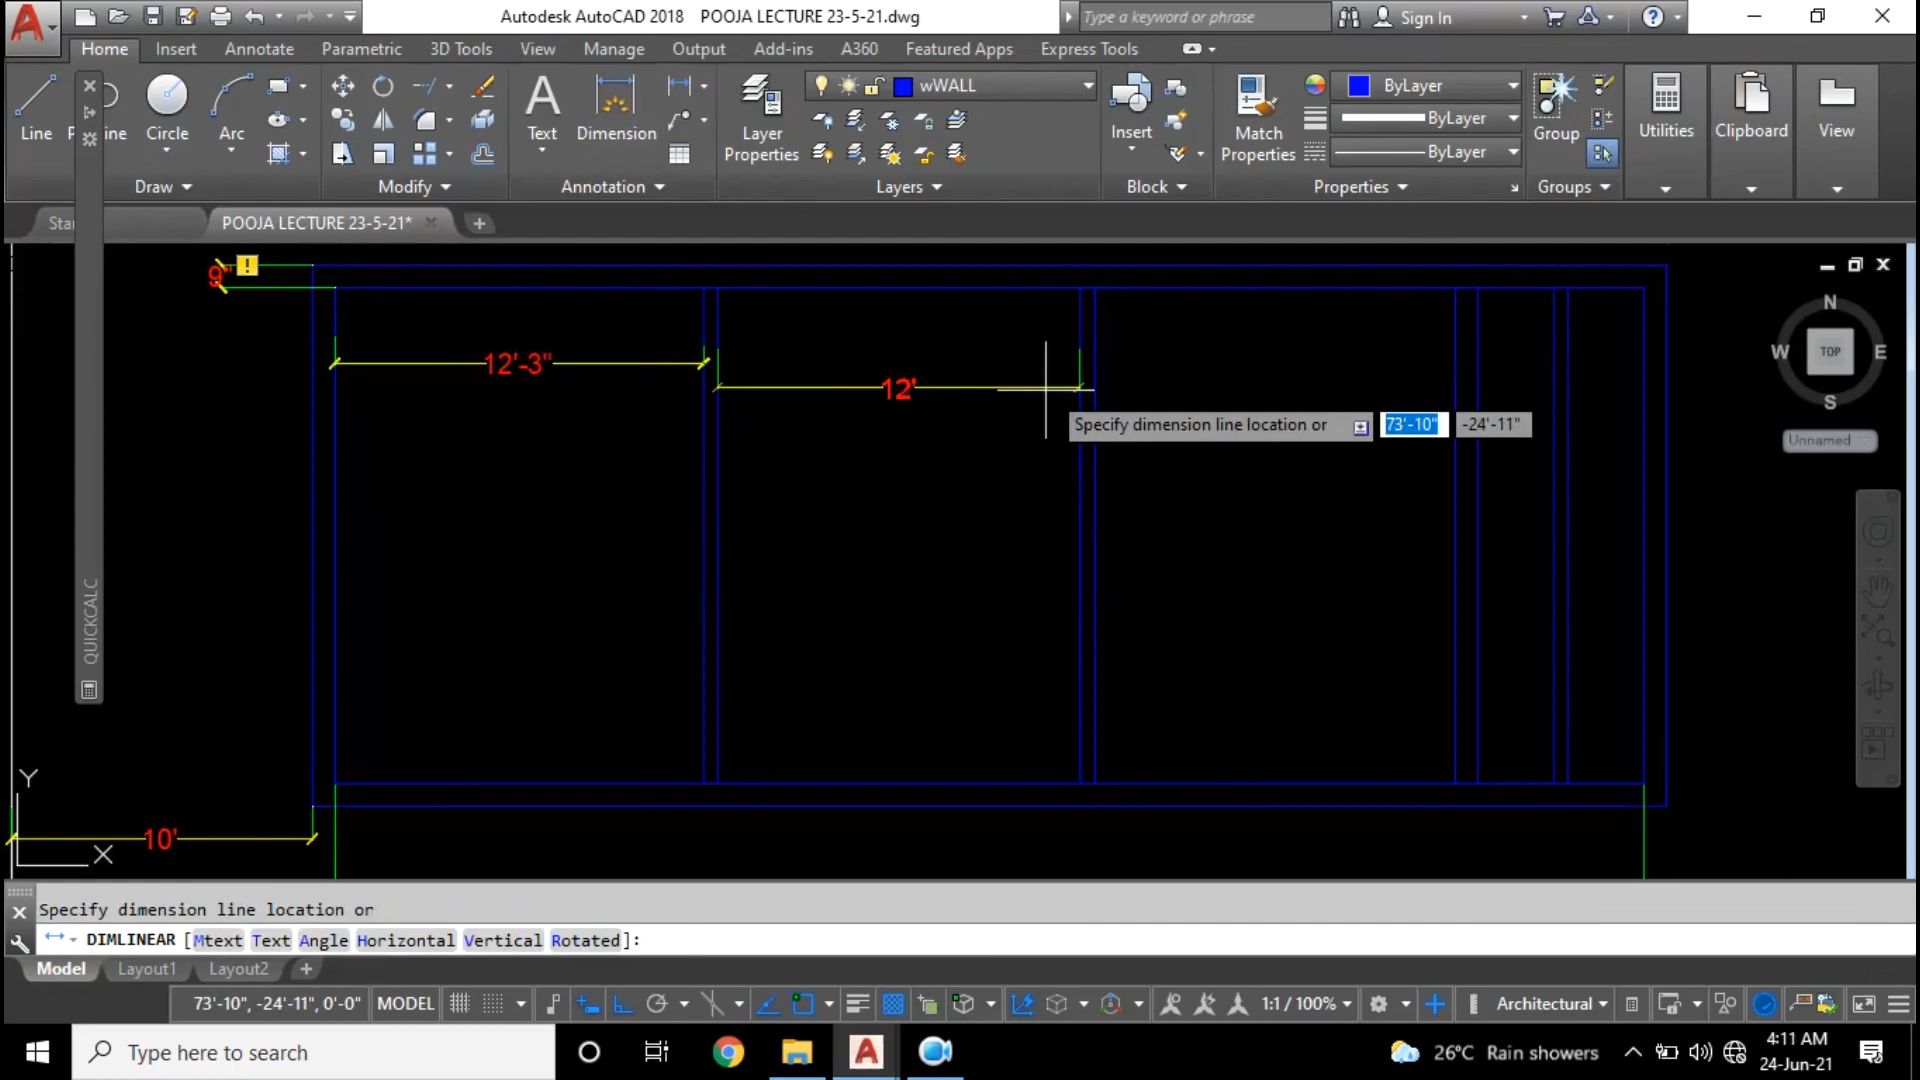 Autodesk AutoCAD 2018 POOJA LECTURE 23-5-21.dwg
Type a keyword or phrase
Sign In
Home Insert Annotate Parametric 3D Tools View Manage Output Add-ins A360 Featured Apps Express Tools
wWALL
ByLayer
ByLayer
ByLayer
Line
Circle
Arc
Text
Dimension
Layer
Properties
Insert
Match
Properties
Group
Utilities
Clipboard
View
Draw
Modify
Annotation
Layers
Block
Properties
Groups
POOJA LECTURE 23-5-21*
9"
12'-3"
12'
Specify dimension line location or 73'-10" -24'-11"
N
W TOP E
S
Unnamed
QUICKCALC
Y
10'
X
Specify dimension line location or
DIMLINEAR [Mtext Text Angle Horizontal Vertical Rotated]:
Model Layout1 Layout2
73'-10", -24'-11", 0'-0" MODEL 1:1 / 100% Architectural
Type here to search
26°C Rain showers
4:11 AM
24-Jun-21